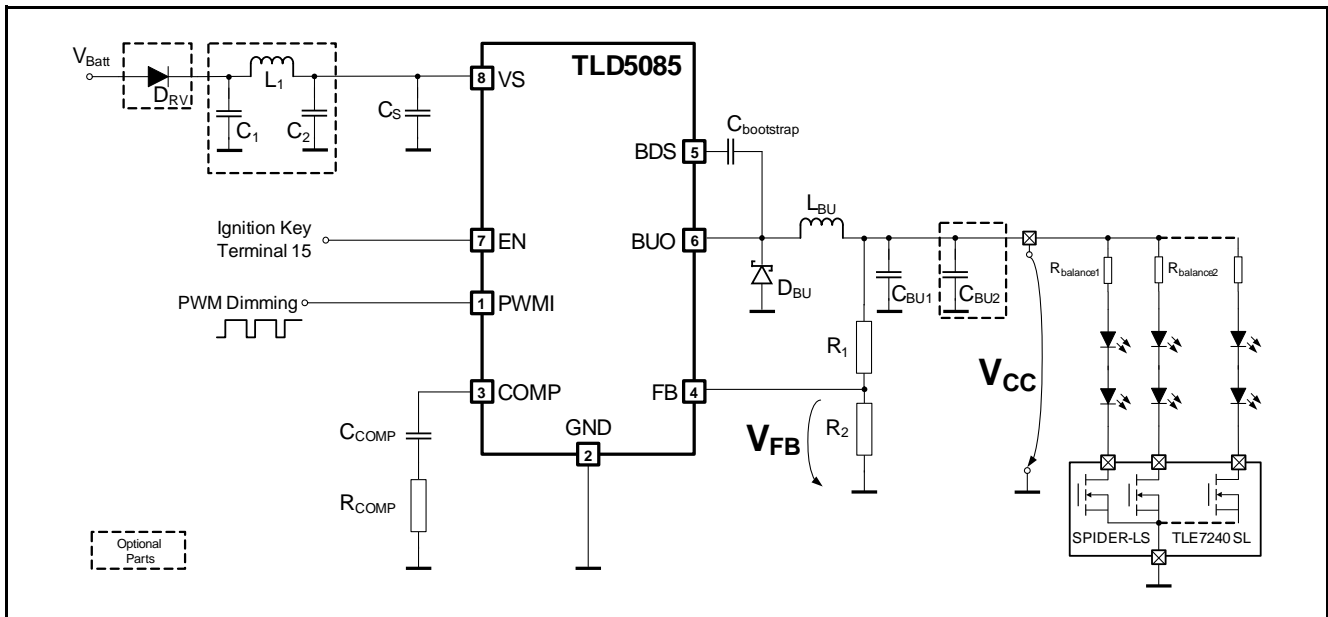 V_Batt
D_RV
L_1
C_1
C_2
C_S
TLD5085
8 VS
BDS 5
C_bootstrap
L_BU
Ignition Key
Terminal 15
7 EN
BUO 6
D_BU
C_BU1
C_BU2
R_balance1
R_balance2
PWM Dimming
1 PWMI
R_1
V_CC
3 COMP
FB 4
C_COMP
GND
2
V_FB
R_2
R_COMP
SPIDER-LS TLE7240 SL
Optional
Parts